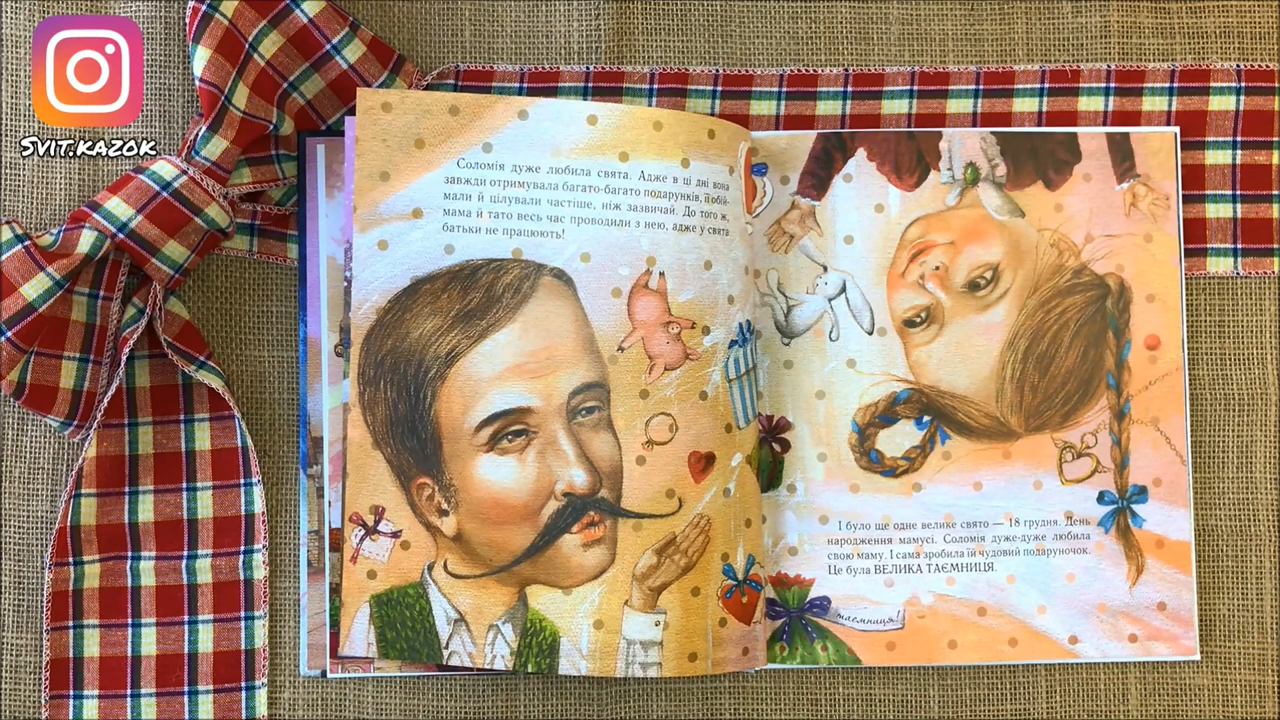 Svit.kazok
Соломія дуже любила свята. Адже в ці дні вона
завжди отримувала багато-багато подарунків, її обій-
мали й цілували частіше, ніж зазвичай. До того ж,
мама й тато весь час проводили з нею, адже у свята
батьки не працюють!
І було ще одне велике свято — 18 грудня. День
народження мамусі. Соломія дуже-дуже любила
свою маму. І сама зробила їй чудовий подаруночок.
Це була ВЕЛИКА ТАЄМНИЦЯ.
таємниця!